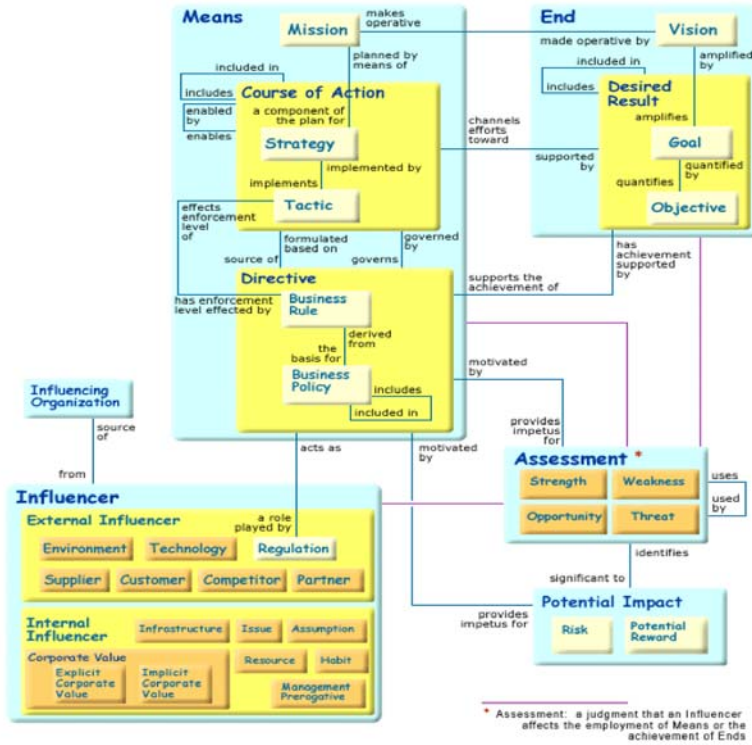 Means
Mission
makes
operative
End
made operative by
Vision
planned by
means of
amplified
by
included in
includes
Course of Action
enabled
by
enables
a component of
the plan for
Strategy
implemented by
implements
Tactic
effects
enforcement
level
of
channels
efforts
toward
supported
by
included in
includes
Desired
Result
amplifies
Goal
quantified
by
quantifies
Objective
formulated
based on
source of
governed
by
governs
has
achievement
supported
by
supports the
achievement of
Directive
has enforcement
level effected by
Business
Rule
derived
from
the
basis for
Business
Policy
includes
included in
motivated
by
provides
impetus
for
Influencing
Organization
source
of
from
acts as
motivated
by
Assessment *
Strength
Weakness
Opportunity
Threat
uses
used
by
identifies
significant to
Influencer
External Influencer
a role
played by
Environment
Technology
Regulation
Supplier
Customer
Competitor
Partner
provides
impetus for
Potential Impact
Risk
Potential
Reward
Internal
Influencer
Infrastructure
Issue
Assumption
Corporate Value
Explicit
Corporate
Value
Implicit
Corporate
Value
Resource
Habit
Management
Prerogative
* Assessment: a judgment that an Influencer
affects the employment of Means or the
achievement of Ends